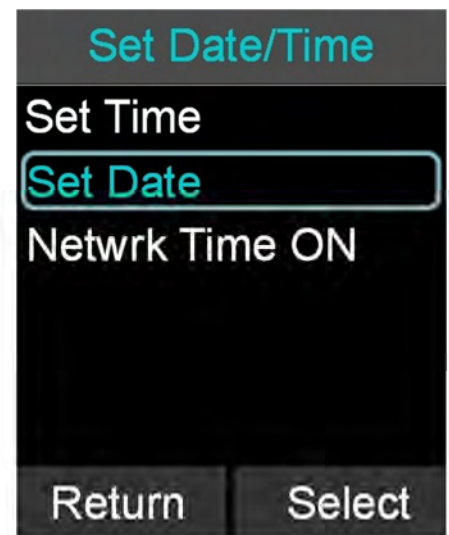 Set Date/Time
Set Time
Set Date
Netwrk Time ON
Return Select